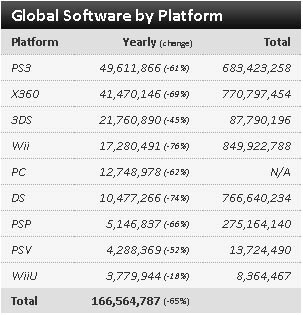 Global Software by Platform
Platform Yearly (change) Total
PS3 49,611,866 (-61%) 683,423,258
X360 41,470,146 (-69%) 770,797,454
3DS 21,760,890 (-45%) 87,790,196
Wii 17,280,491 (-76%) 849,922,788
PC 12,748,978 (-62%) N/A
DS 10,477,266 (-74%) 766,640,234
PSP 5,146,837 (-66%) 275,164,140
PSV 4,288,369 (-52%) 13,724,490
WiiU 3,779,944 (-18%) 8,364,467
Total 166,564,787 (-65%)